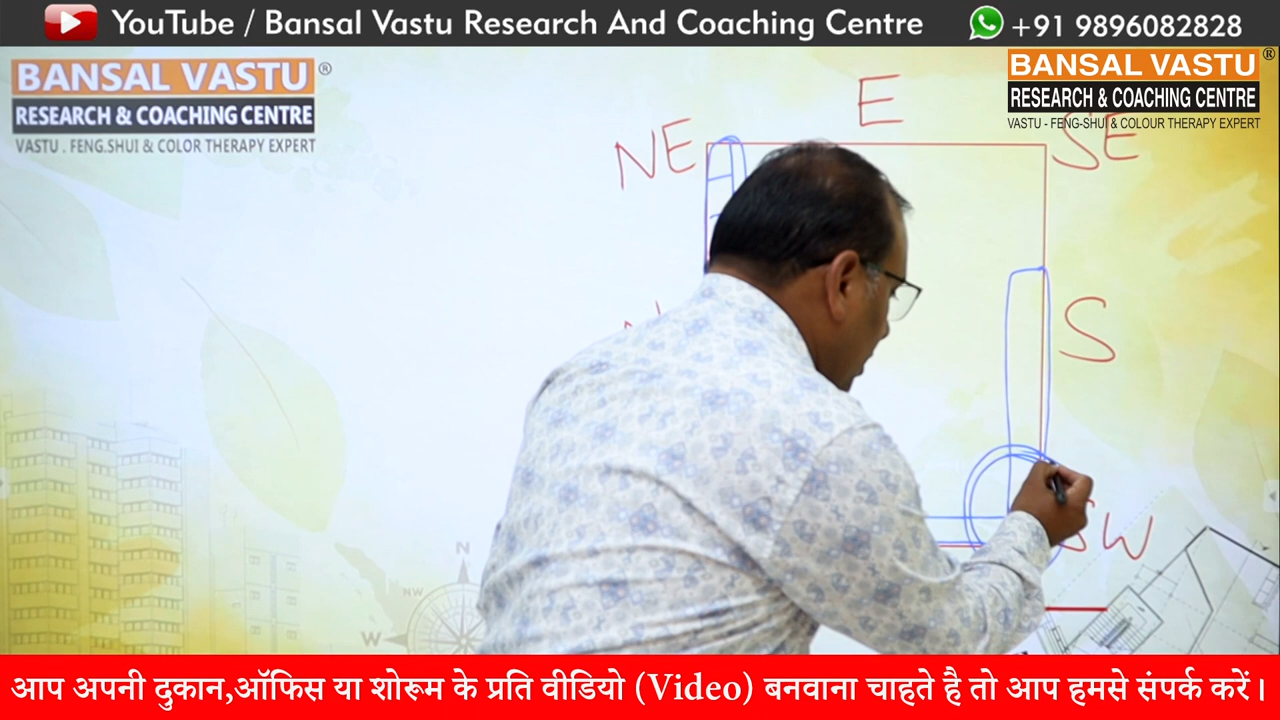 YouTube / Bansal Vastu Research And Coaching Centre +91 9896082828
BANSAL VASTU ®
RESEARCH & COACHING CENTRE
VASTU . FENG.SHUI & COLOR THERAPY EXPERT
BANSAL VASTU ®
RESEARCH & COACHING CENTRE
VASTU - FENG-SHUI & COLOUR THERAPY EXPERT
E
NE
SE
S
SW
N
NW
W
आप अपनी दुकान,ऑफिस या शोरूम के प्रति वीडियो (Video) बनवाना चाहते है तो आप हमसे संपर्क करें।